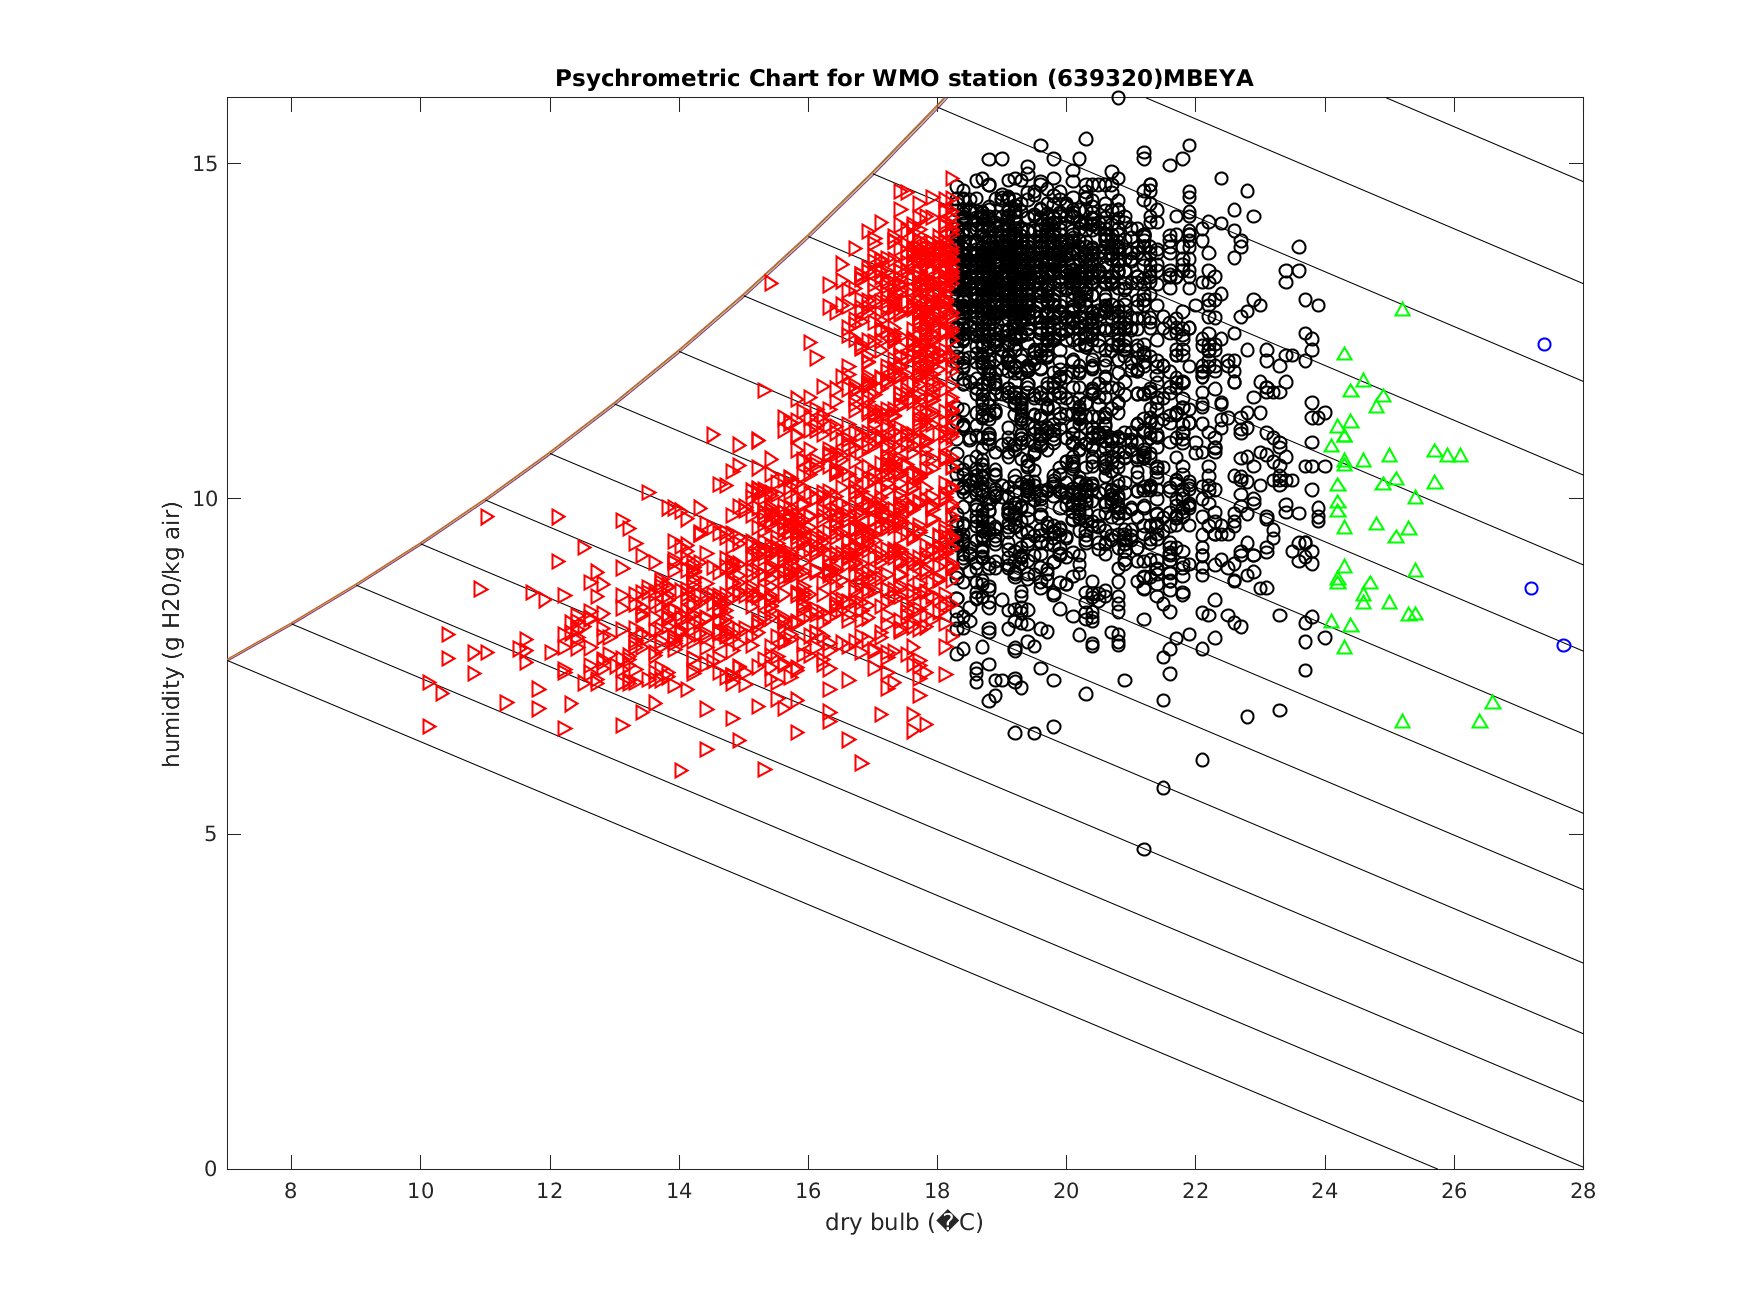 Psychrometric Chart for WMO station (639320)MBEYA
15
10
5
0
humidity (g H20/kg air)
8 10 12 14 16 18 20 22 24 26 28
dry bulb (�C)